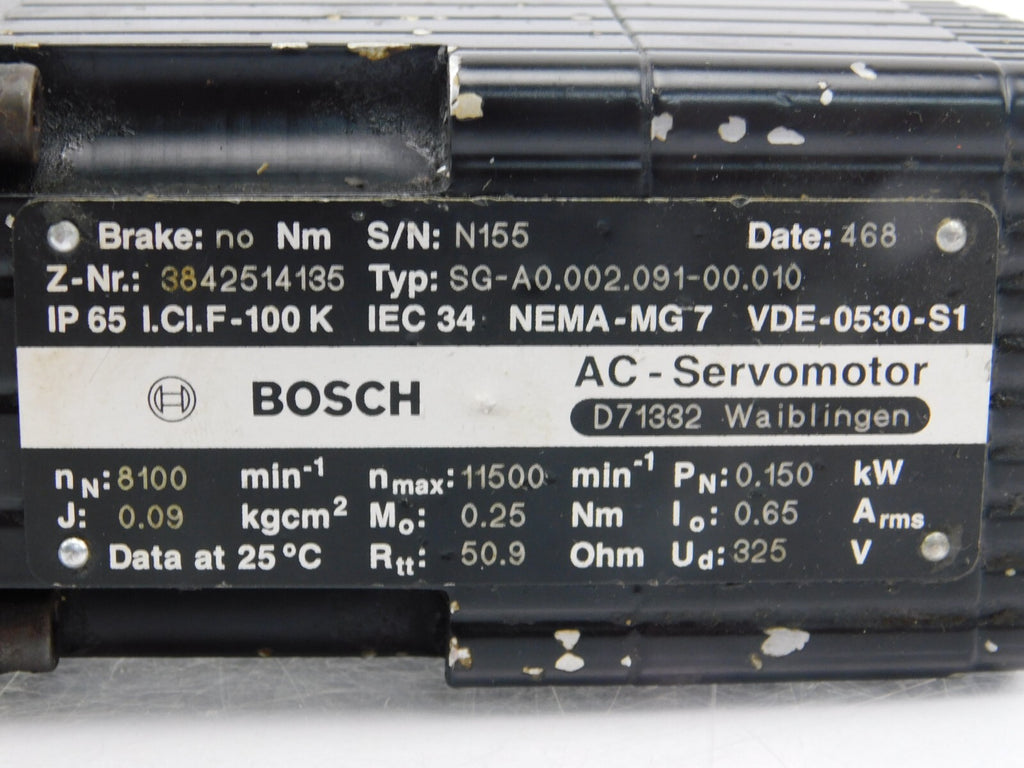 Brake: no Nm S/N: N155 Date: 468
Z-Nr.: 3842514135 Typ: SG-A0.002.091-00.010
IP 65 I.Cl.F-100 K IEC 34 NEMA-MG 7 VDE-0530-S1
BOSCH
AC - Servomotor
D71332 Waiblingen
nN: 8100 min⁻¹ nmax: 11500 min⁻¹ PN: 0.150 kW
J: 0.09 kgcm² Mo: 0.25 Nm Io: 0.65 Arms
Data at 25 °C Rtt: 50.9 Ohm Ud: 325 V